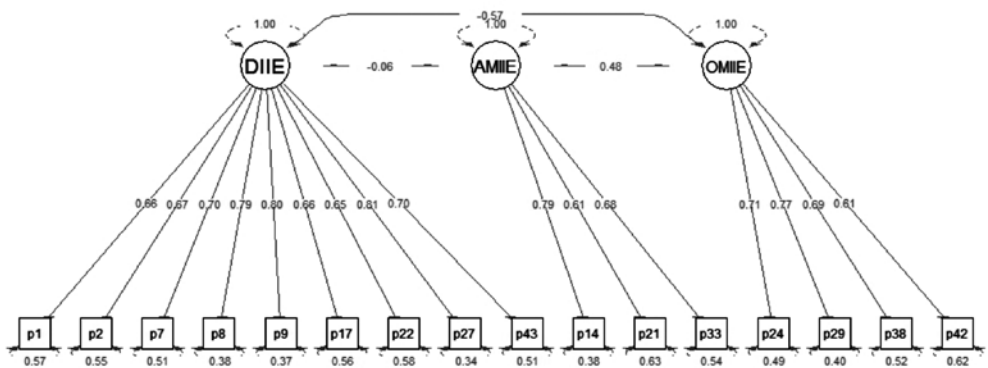 -0.57
1.00 1.00 1.00
DIIE -0.06 AMIIE 0.48 OMIIE
0.66 0.67 0.70 0.79 0.80 0.66 0.65 0.81 0.70 0.79 0.61 0.68 0.71 0.77 0.69 0.61
p1 p2 p7 p8 p9 p17 p22 p27 p43 p14 p21 p33 p24 p29 p38 p42
0.57 0.55 0.51 0.38 0.37 0.56 0.58 0.34 0.51 0.38 0.63 0.54 0.49 0.40 0.52 0.62